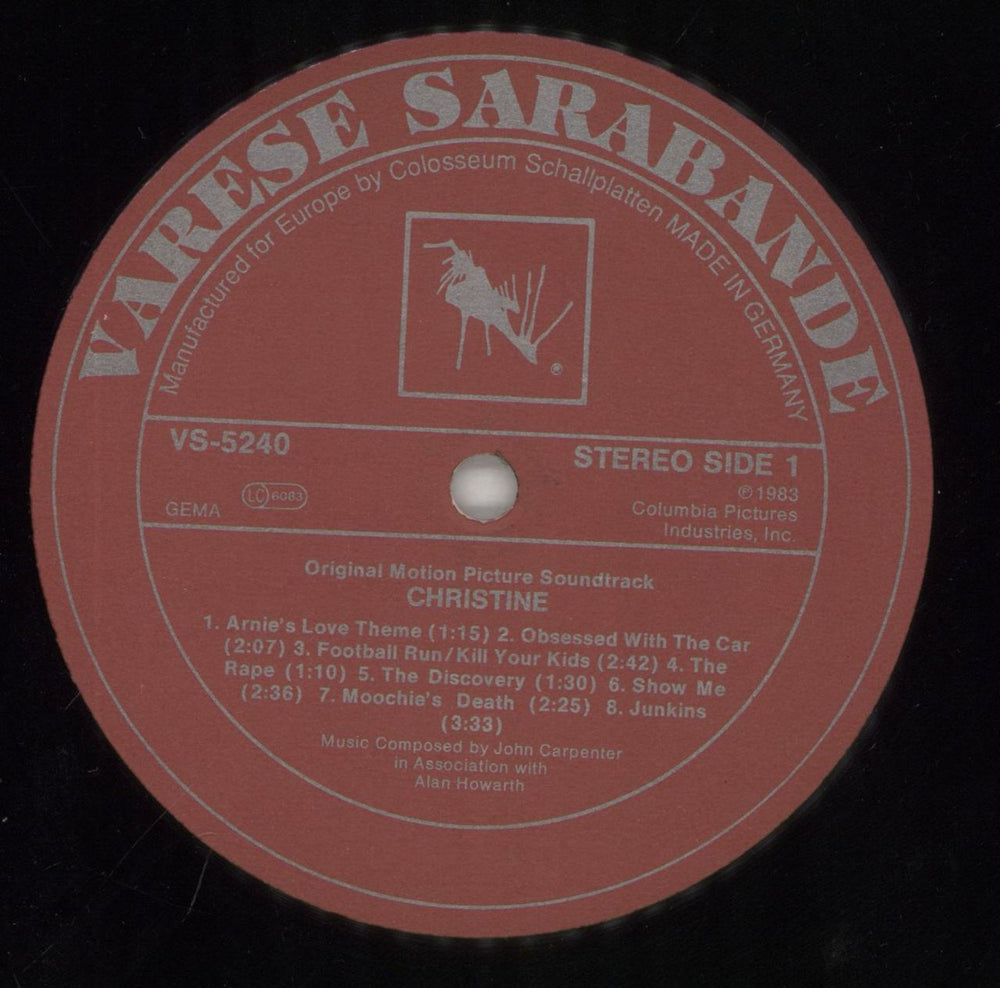 VARESE SARABANDE
Manufactured for Europe by Colosseum Schallplatten MADE IN GERMANY
®
VS-5240
STEREO SIDE 1
℗ 1983
GEMA
LC 6083
Columbia Pictures
Industries, Inc.
Original Motion Picture Soundtrack
CHRISTINE
1. Arnie's Love Theme (1:15) 2. Obsessed With The Car
(2:07) 3. Football Run/Kill Your Kids (2:42) 4. The
Rape (1:10) 5. The Discovery (1:30) 6. Show Me
(2:36) 7. Moochie's Death (2:25) 8. Junkins
(3:33)
Music Composed by John Carpenter
in Association with
Alan Howarth